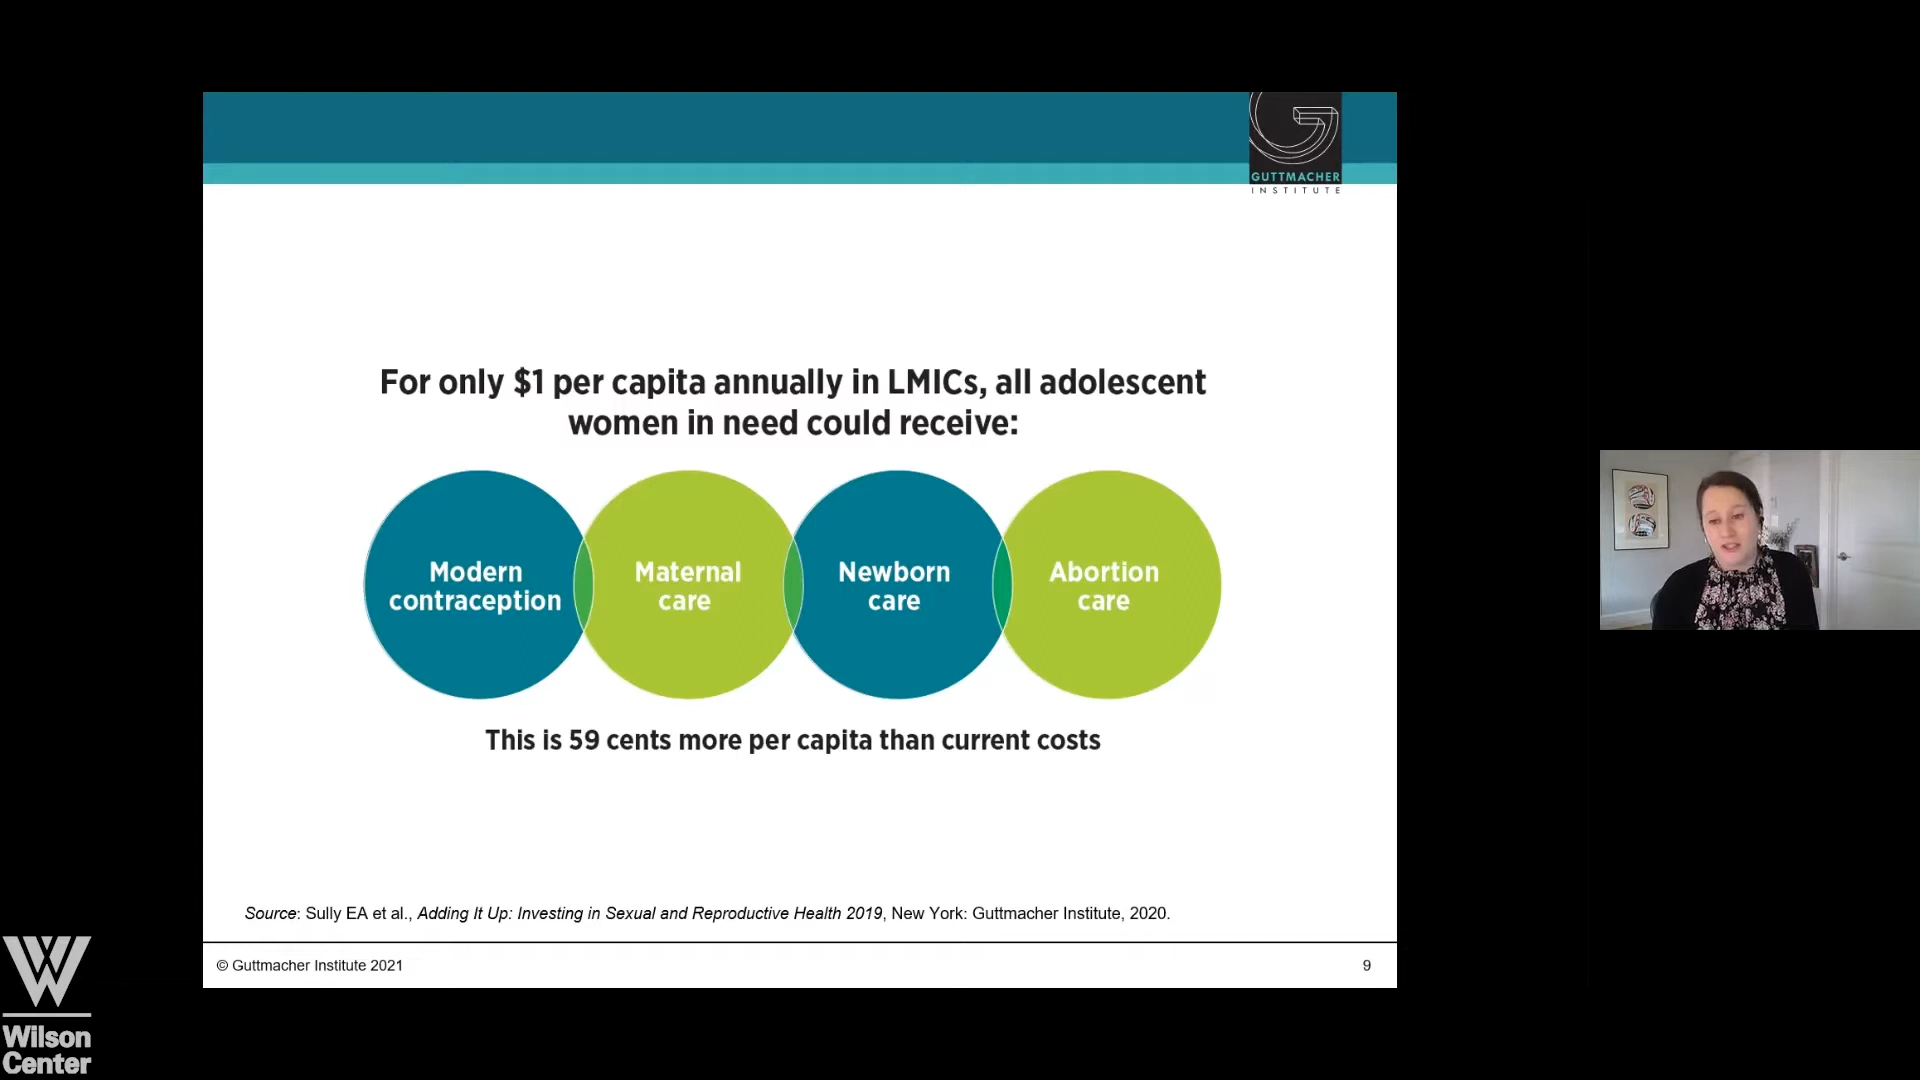 GUTTMACHER
INSTITUTE
For only $1 per capita annually in LMICs, all adolescent
women in need could receive:
Modern
contraception
Maternal
care
Newborn
care
Abortion
care
This is 59 cents more per capita than current costs
Source: Sully EA et al., Adding It Up: Investing in Sexual and Reproductive Health 2019, New York: Guttmacher Institute, 2020.
© Guttmacher Institute 2021
9
Wilson
Center